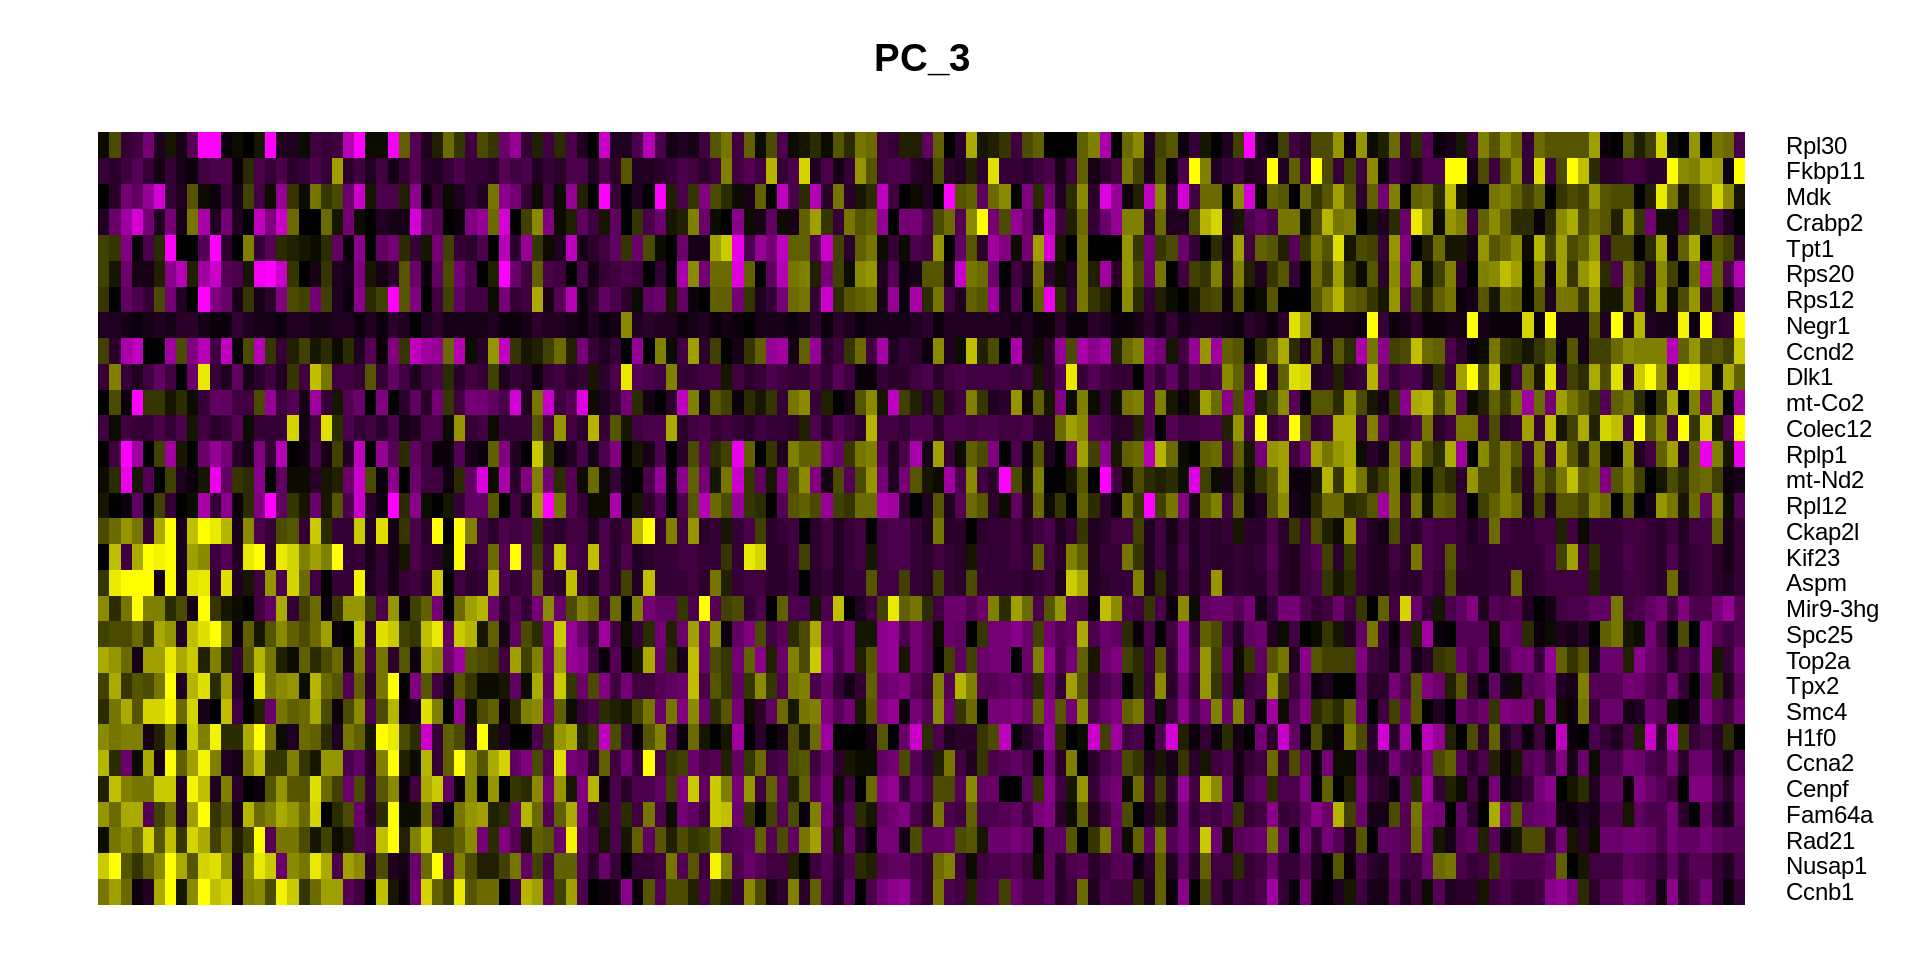 PC_3
Rpl30
Fkbp11
Mdk
Crabp2
Tpt1
Rps20
Rps12
Negr1
Ccnd2
Dlk1
mt-Co2
Colec12
Rplp1
mt-Nd2
Rpl12
Ckap2l
Kif23
Aspm
Mir9-3hg
Spc25
Top2a
Tpx2
Smc4
H1f0
Ccna2
Cenpf
Fam64a
Rad21
Nusap1
Ccnb1